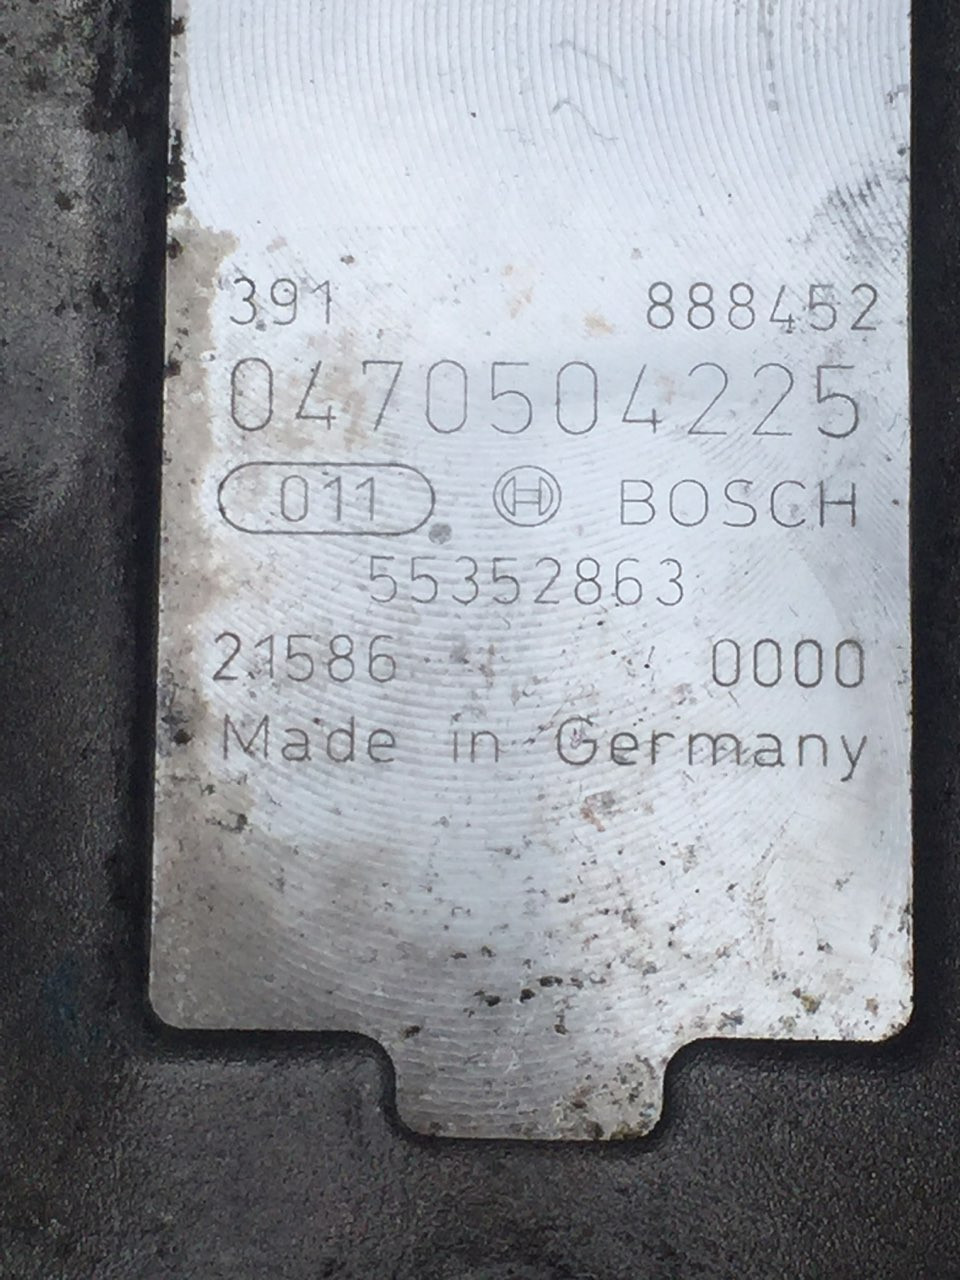 391 888452
0470504225
011 BOSCH
55352863
21586 0000
Made in Germany